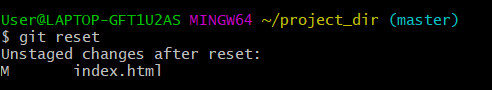 User@LAPTOP-GFT1U2AS MINGW64 ~/project_dir (master)
$ git reset
Unstaged changes after reset:
M       index.html